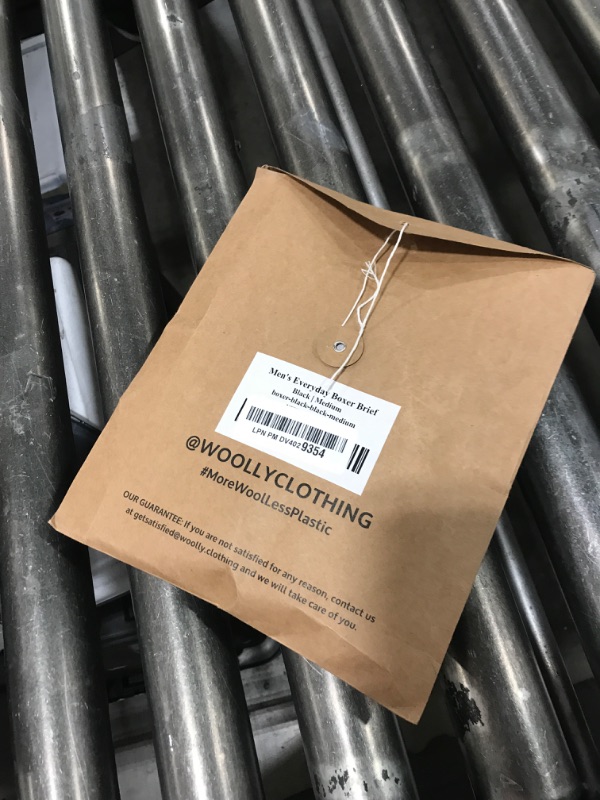 Men's Everyday Boxer Brief
Black | Medium
boxer-black-black-medium
LPN PM DV402 9354
@WOOLLYCLOTHING
#MoreWoolLessPlastic
OUR GUARANTEE: if you are not satisfied for any reason, contact us
at getsatisfied@woolly.clothing and we will take care of you.